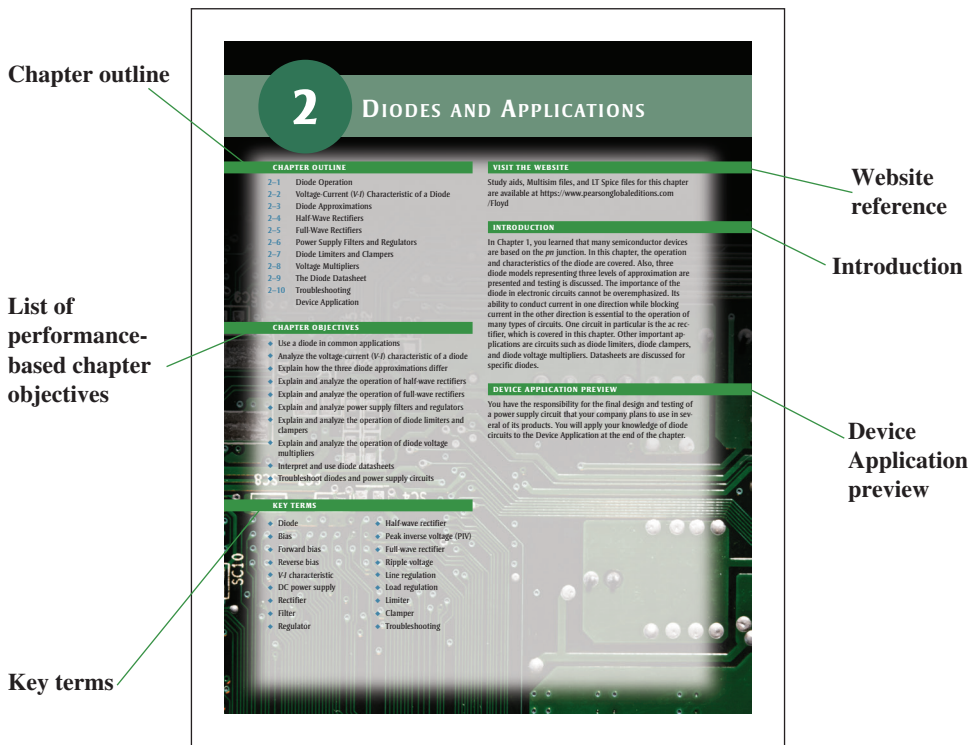 Chapter outline
List of
performance-
based chapter
objectives
Key terms
2
DIODES AND APPLICATIONS
CHAPTER OUTLINE
2–1 Diode Operation
2–2 Voltage-Current (V-I) Characteristic of a Diode
2–3 Diode Approximations
2–4 Half-Wave Rectifiers
2–5 Full-Wave Rectifiers
2–6 Power Supply Filters and Regulators
2–7 Diode Limiters and Clampers
2–8 Voltage Multipliers
2–9 The Diode Datasheet
2–10 Troubleshooting
Device Application
CHAPTER OBJECTIVES
◆ Use a diode in common applications
◆ Analyze the voltage-current (V-I) characteristic of a diode
◆ Explain how the three diode approximations differ
◆ Explain and analyze the operation of half-wave rectifiers
◆ Explain and analyze the operation of full-wave rectifiers
◆ Explain and analyze power supply filters and regulators
◆ Explain and analyze the operation of diode limiters and
clampers
◆ Explain and analyze the operation of diode voltage
multipliers
◆ Interpret and use diode datasheets
◆ Troubleshoot diodes and power supply circuits
KEY TERMS
◆ Diode
◆ Bias
◆ Forward bias
◆ Reverse bias
◆ V-I characteristic
◆ DC power supply
◆ Rectifier
◆ Filter
◆ Regulator
◆ Half-wave rectifier
◆ Peak inverse voltage (PIV)
◆ Full-wave rectifier
◆ Ripple voltage
◆ Line regulation
◆ Load regulation
◆ Limiter
◆ Clamper
◆ Troubleshooting
VISIT THE WEBSITE
Study aids, Multisim files, and LT Spice files for this chapter
are available at https://www.pearsonglobaleditions.com
/Floyd
INTRODUCTION
In Chapter 1, you learned that many semiconductor devices
are based on the pn junction. In this chapter, the operation
and characteristics of the diode are covered. Also, three
diode models representing three levels of approximation are
presented and testing is discussed. The importance of the
diode in electronic circuits cannot be overemphasized. Its
ability to conduct current in one direction while blocking
current in the other direction is essential to the operation of
many types of circuits. One circuit in particular is the ac rec-
tifier, which is covered in this chapter. Other important ap-
plications are circuits such as diode limiters, diode clampers,
and diode voltage multipliers. Datasheets are discussed for
specific diodes.
DEVICE APPLICATION PREVIEW
You have the responsibility for the final design and testing of
a power supply circuit that your company plans to use in sev-
eral of its products. You will apply your knowledge of diode
circuits to the Device Application at the end of the chapter.
SC10
Website
reference
Introduction
Device
Application
preview